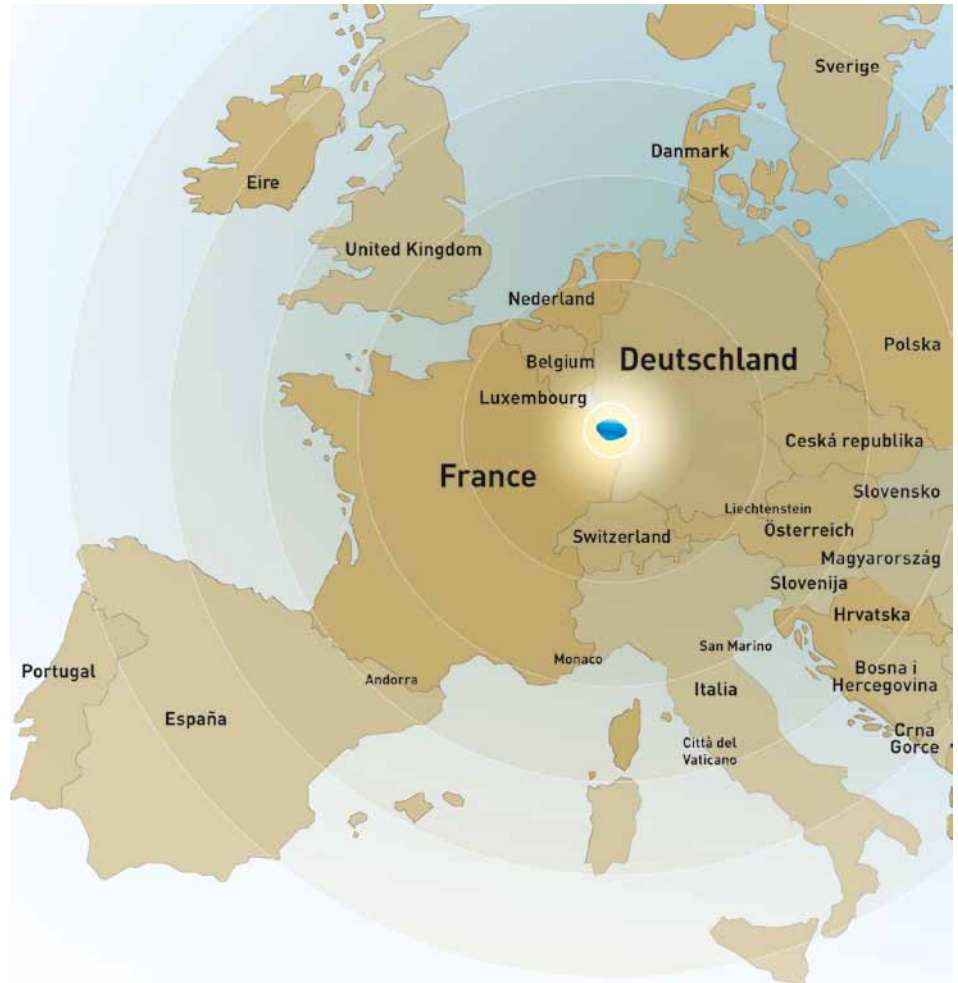 Sverige
Danmark
Eire
United Kingdom
Nederland
Polska
Belgium
Deutschland
Luxembourg
Ceská republika
France
Slovensko
Liechtenstein
Österreich
Switzerland
Magyarország
Slovenija
Hrvatska
San Marino
Monaco
Portugal
Andorra
Bosna i
Hercegovina
Italia
España
Crna
Gorce
Città del
Vaticano